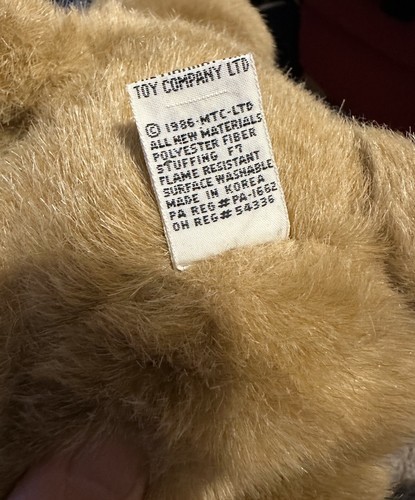 TOY COMPANY LTD
© 1986-MTC-LTD
ALL NEW MATERIALS
POLYESTER FIBER
STUFFING F7
FLAME RESISTANT
SURFACE WASHABLE
MADE IN KOREA
PA REG#PA-1662
OH REG#54336